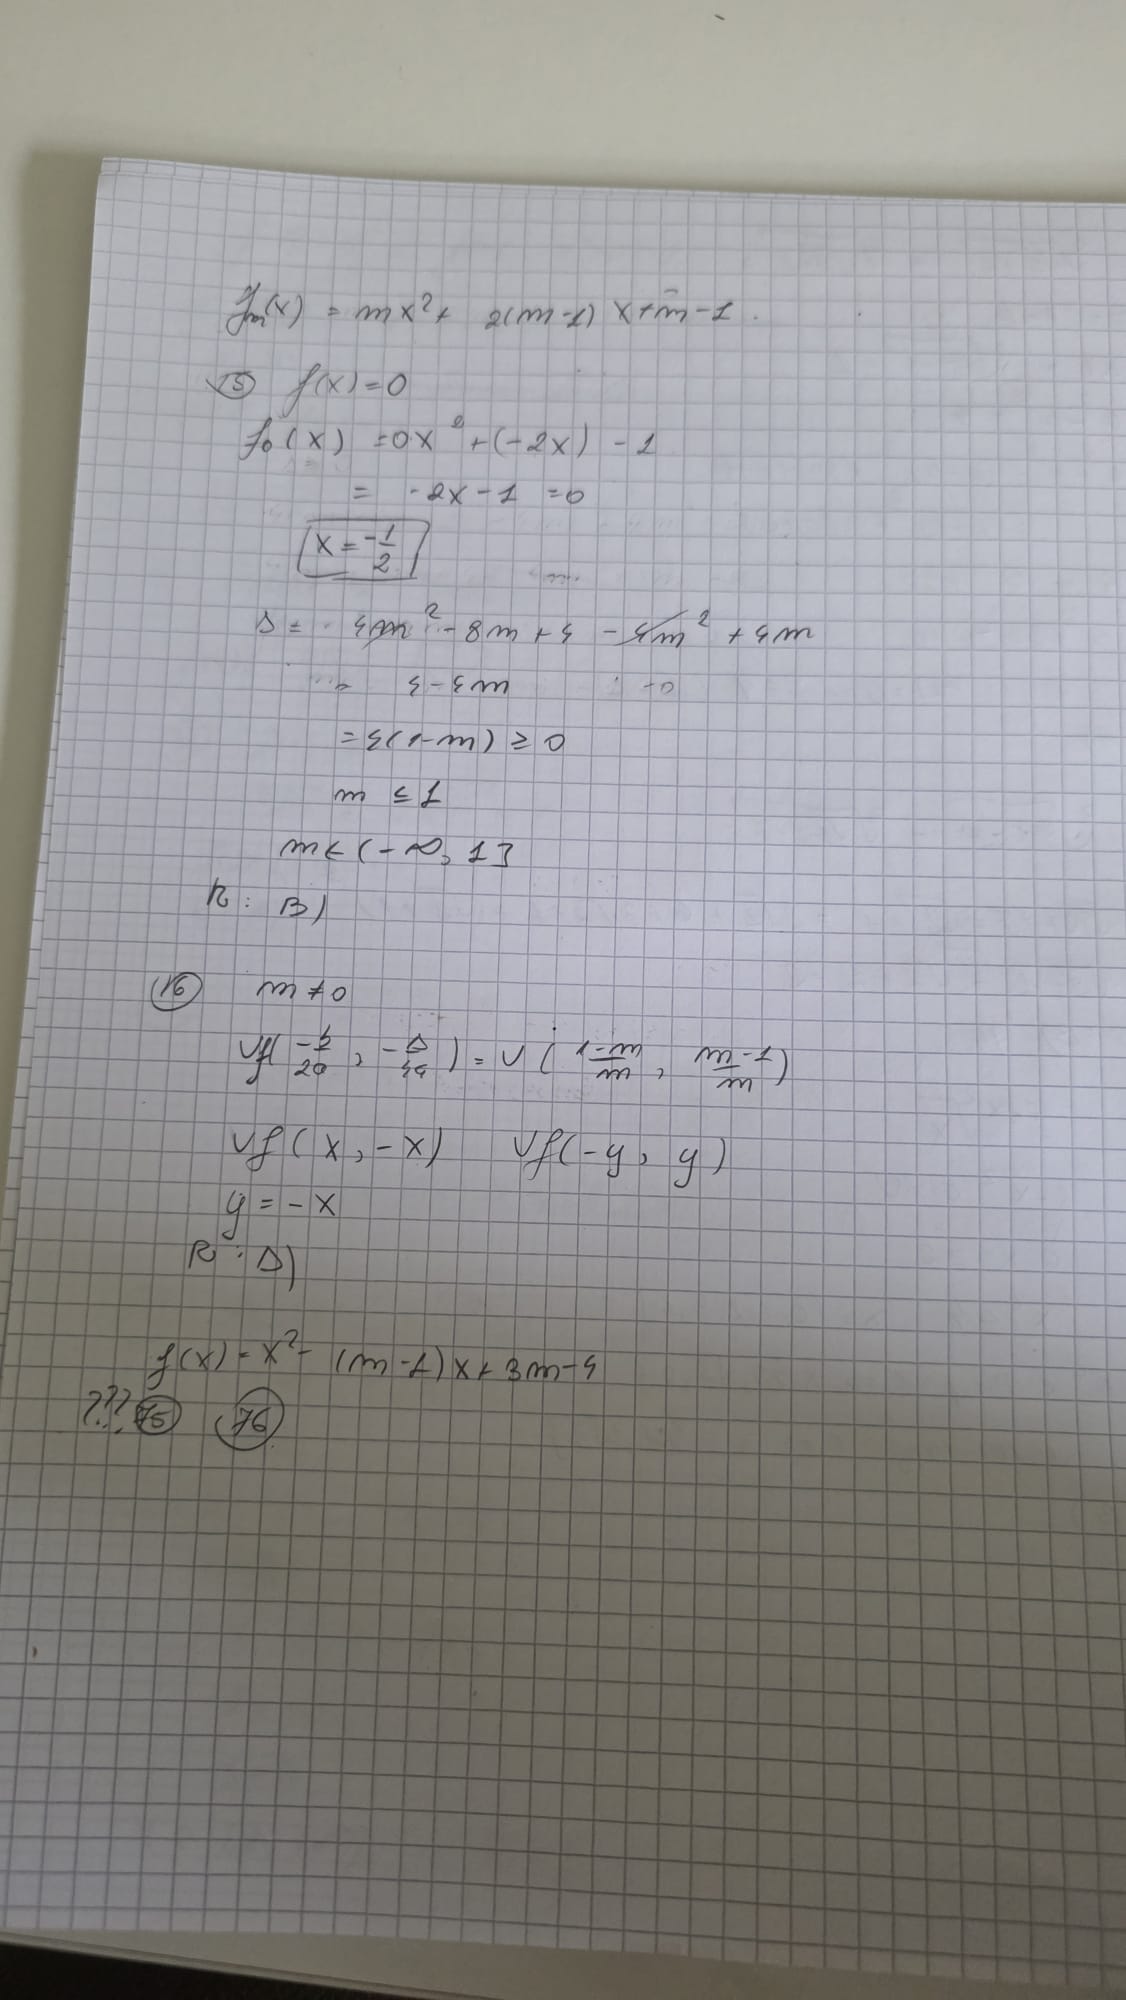 fm(x) = mx² + 2(m-1) x+m-1
15 f(x)=0
f₀(x) =0x² +(-2x) -1
= -2x-1 =0
x=-1/2
Δ= 4m²-8m+4 -4m²+4m
= 4-4m
=4(1-m) ≥0
m ≤1
m∈(-∞, 1]
R: B)
16 m≠0
Vf(-b/2a, -Δ/4a)=V(1-m/m, m-1/m)
Vf(x,-x) Vf(-y, y)
y=-x
R: D)
f(x)=x²-(m-1)x+3m-4
??? 75 76